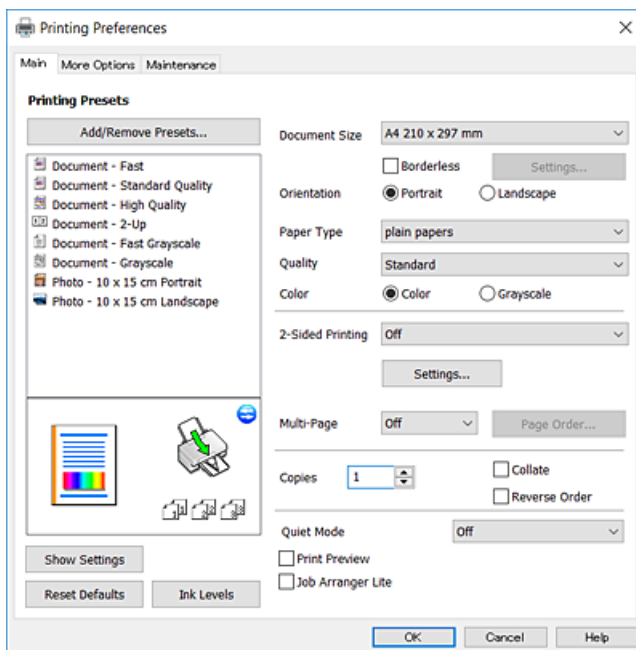 Printing Preferences
Main
More Options
Maintenance
Printing Presets
Add/Remove Presets...
Document - Fast
Document - Standard Quality
Document - High Quality
Document - 2-Up
Document - Fast Grayscale
Document - Grayscale
Photo - 10 x 15 cm Portrait
Photo - 10 x 15 cm Landscape
Show Settings
Reset Defaults
Ink Levels
Document Size
A4 210 x 297 mm
Borderless
Settings...
Orientation
Portrait
Landscape
Paper Type
plain papers
Quality
Standard
Color
Color
Grayscale
2-Sided Printing
Off
Settings...
Multi-Page
Off
Page Order...
Copies
1
Collate
Reverse Order
Quiet Mode
Off
Print Preview
Job Arranger Lite
OK
Cancel
Help